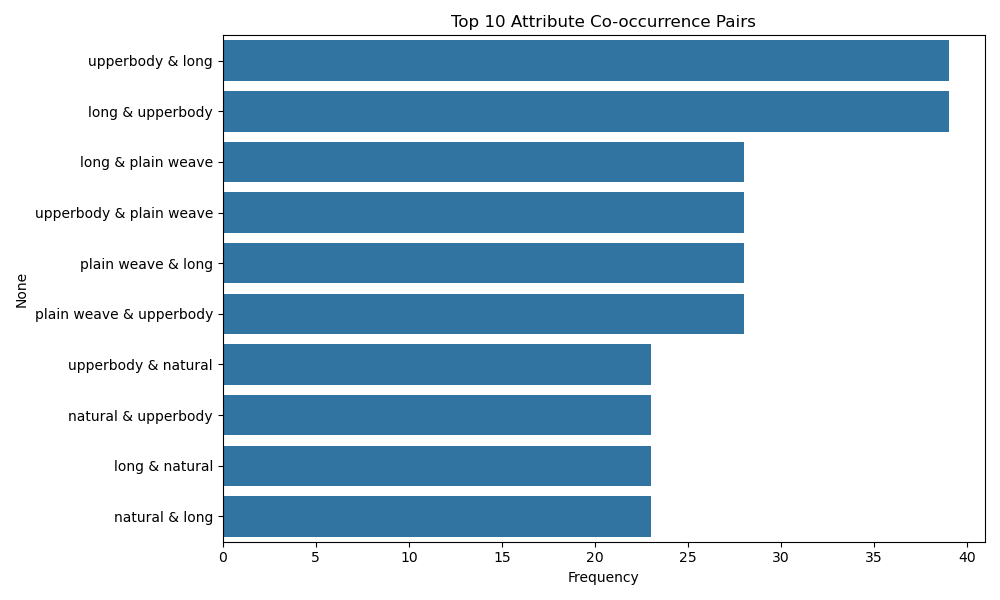 Top 10 Attribute Co-occurrence Pairs
upperbody & long
long & upperbody
long & plain weave
upperbody & plain weave
plain weave & long
plain weave & upperbody
upperbody & natural
natural & upperbody
long & natural
natural & long
None
0 5 10 15 20 25 30 35 40
Frequency